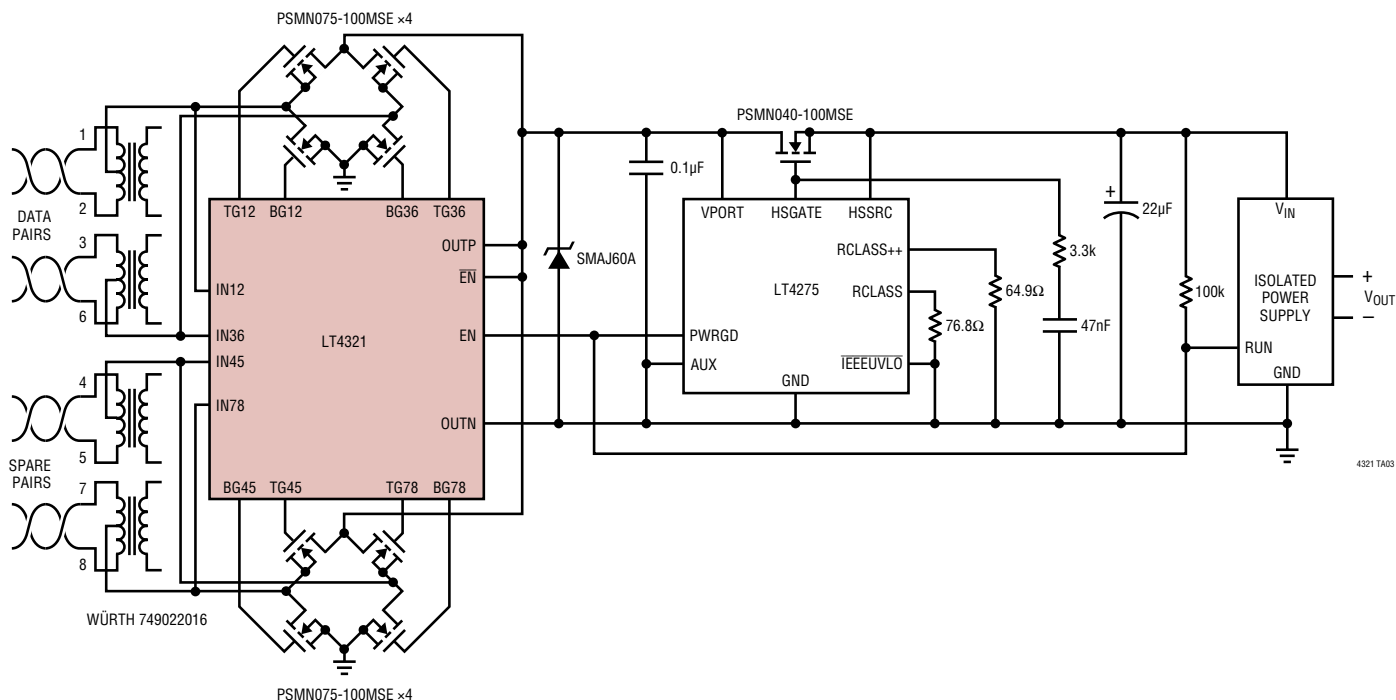 PSMN075-100MSE ×4
PSMN040-100MSE
1
2
DATA
PAIRS
3
6
4
5
SPARE
PAIRS
7
8
WÜRTH 749022016
TG12 BG12 BG36 TG36
OUTP
EN
IN12
IN36
IN45
IN78
LT4321
EN
OUTN
BG45 TG45 TG78 BG78
PSMN075-100MSE ×4
SMAJ60A
0.1µF
VPORT HSGATE HSSRC
RCLASS++
LT4275
RCLASS
PWRGD
AUX
IEEEUVLO
GND
76.8Ω
64.9Ω
3.3k
47nF
+
22µF
100k
VIN
ISOLATED
POWER
SUPPLY
RUN
GND
+
VOUT
–
4321 TA03